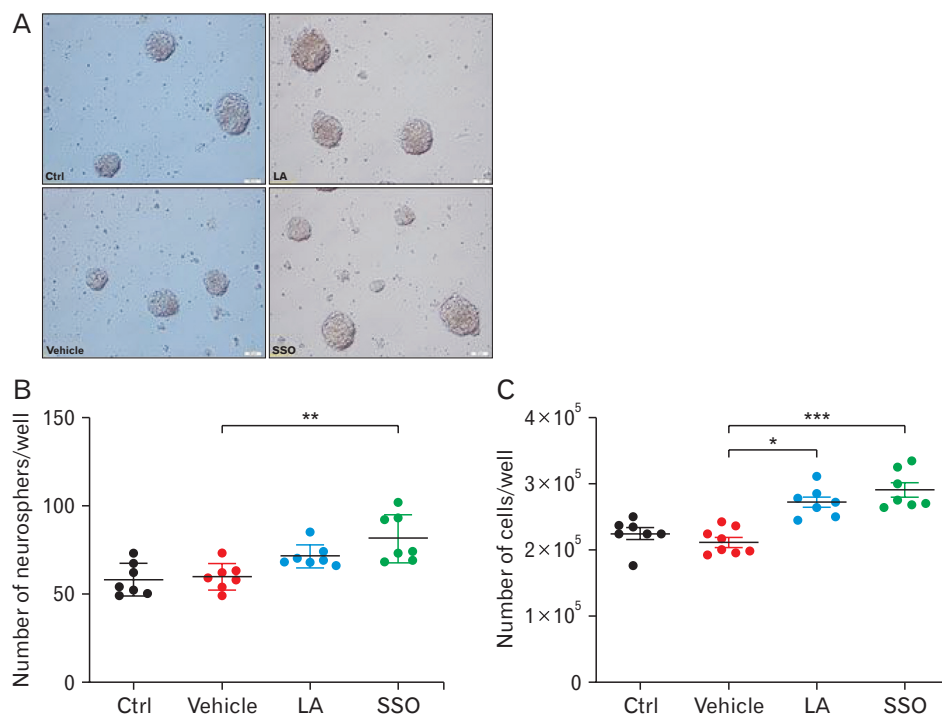 A
Ctrl
LA
Vehicle
SSO
B
Number of neurospheres/well
150
100
50
0
**
Ctrl Vehicle LA SSO
C
Number of cells/well
4×10⁵
3×10⁵
2×10⁵
1×10⁵
0
***
*
Ctrl Vehicle LA SSO